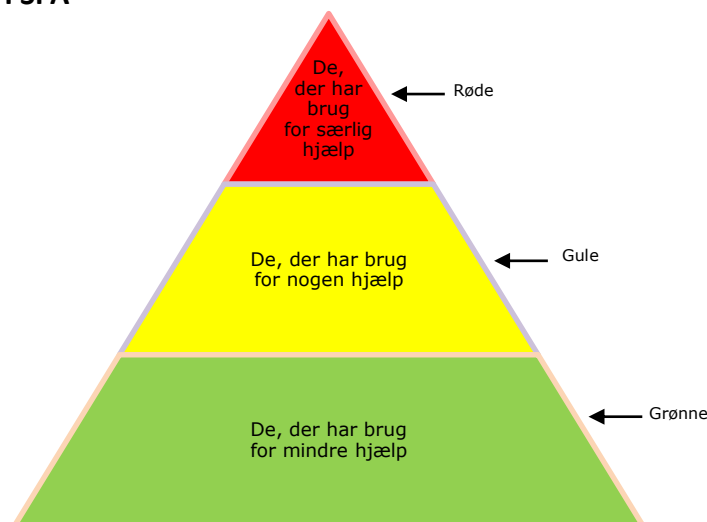 De,
der har
brug
for særlig
hjælp
Røde
De, der har brug
for nogen hjælp
Gule
De, der har brug
for mindre hjælp
Grønne